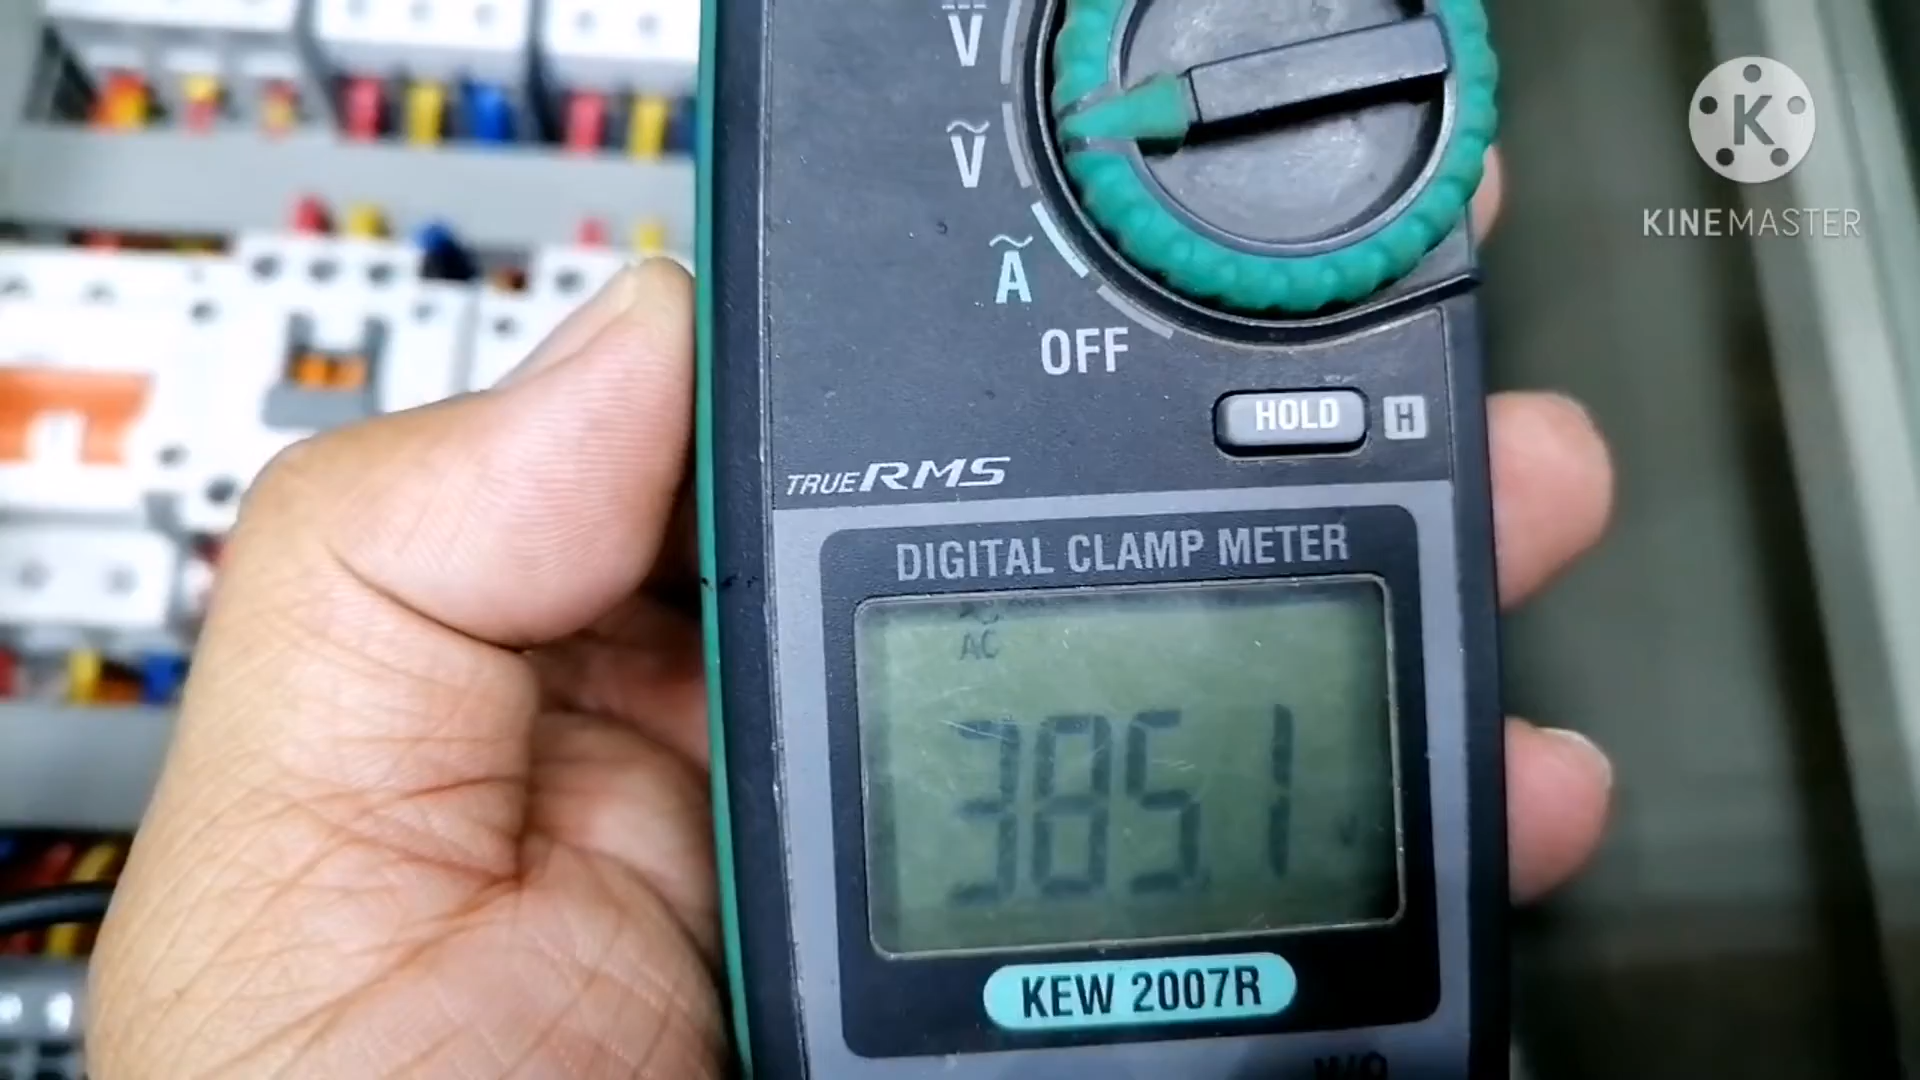 V
V
A
OFF
HOLD H
TRUE RMS
DIGITAL CLAMP METER
AC
385.1
KEW 2007R
K
KINEMASTER